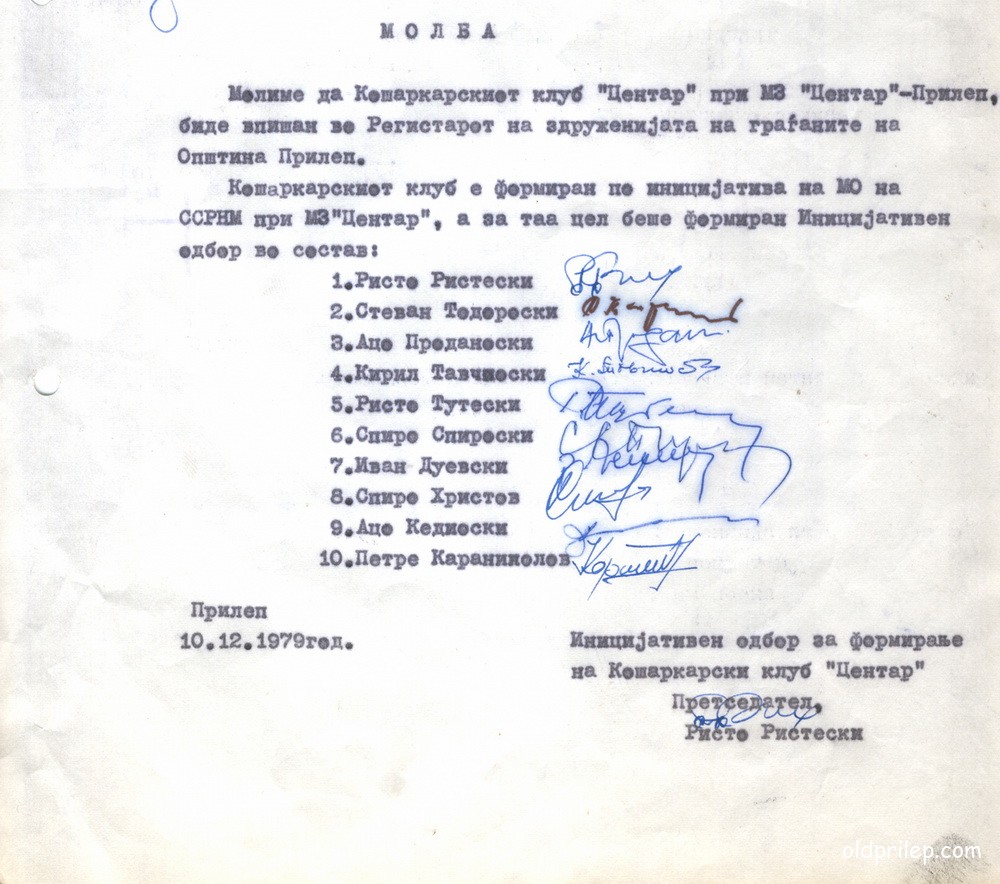 МОЛБА
Молиме да Кошаркарскиот клуб "Центар" при МЗ "Центар"-Прилеп,
биде впишан во Регистарот на здруженијата на граѓаните на
Општина Прилеп.
Кошаркарскиот клуб е формиран по иницијатива на МО на
ССРНМ при МЗ"Центар", а за таа цел беше формиран Иницијативен
одбор во состав:
1.Ристо Ристески
2.Стеван Тодороски
3.Ацо Проданоски
4.Кирил Тавчиоски
5.Ристо Тутески
6.Спиро Спироски
7.Иван Дуевски
8.Спиро Христов
9.Ацо Кедиоски
10.Петре Караниколов
Прилеп
10.12.1979год.
Иницијативен одбор за формирање
на Кошаркарски клуб "Центар"
Претседател,
Ристо Ристески
oldprilep.com